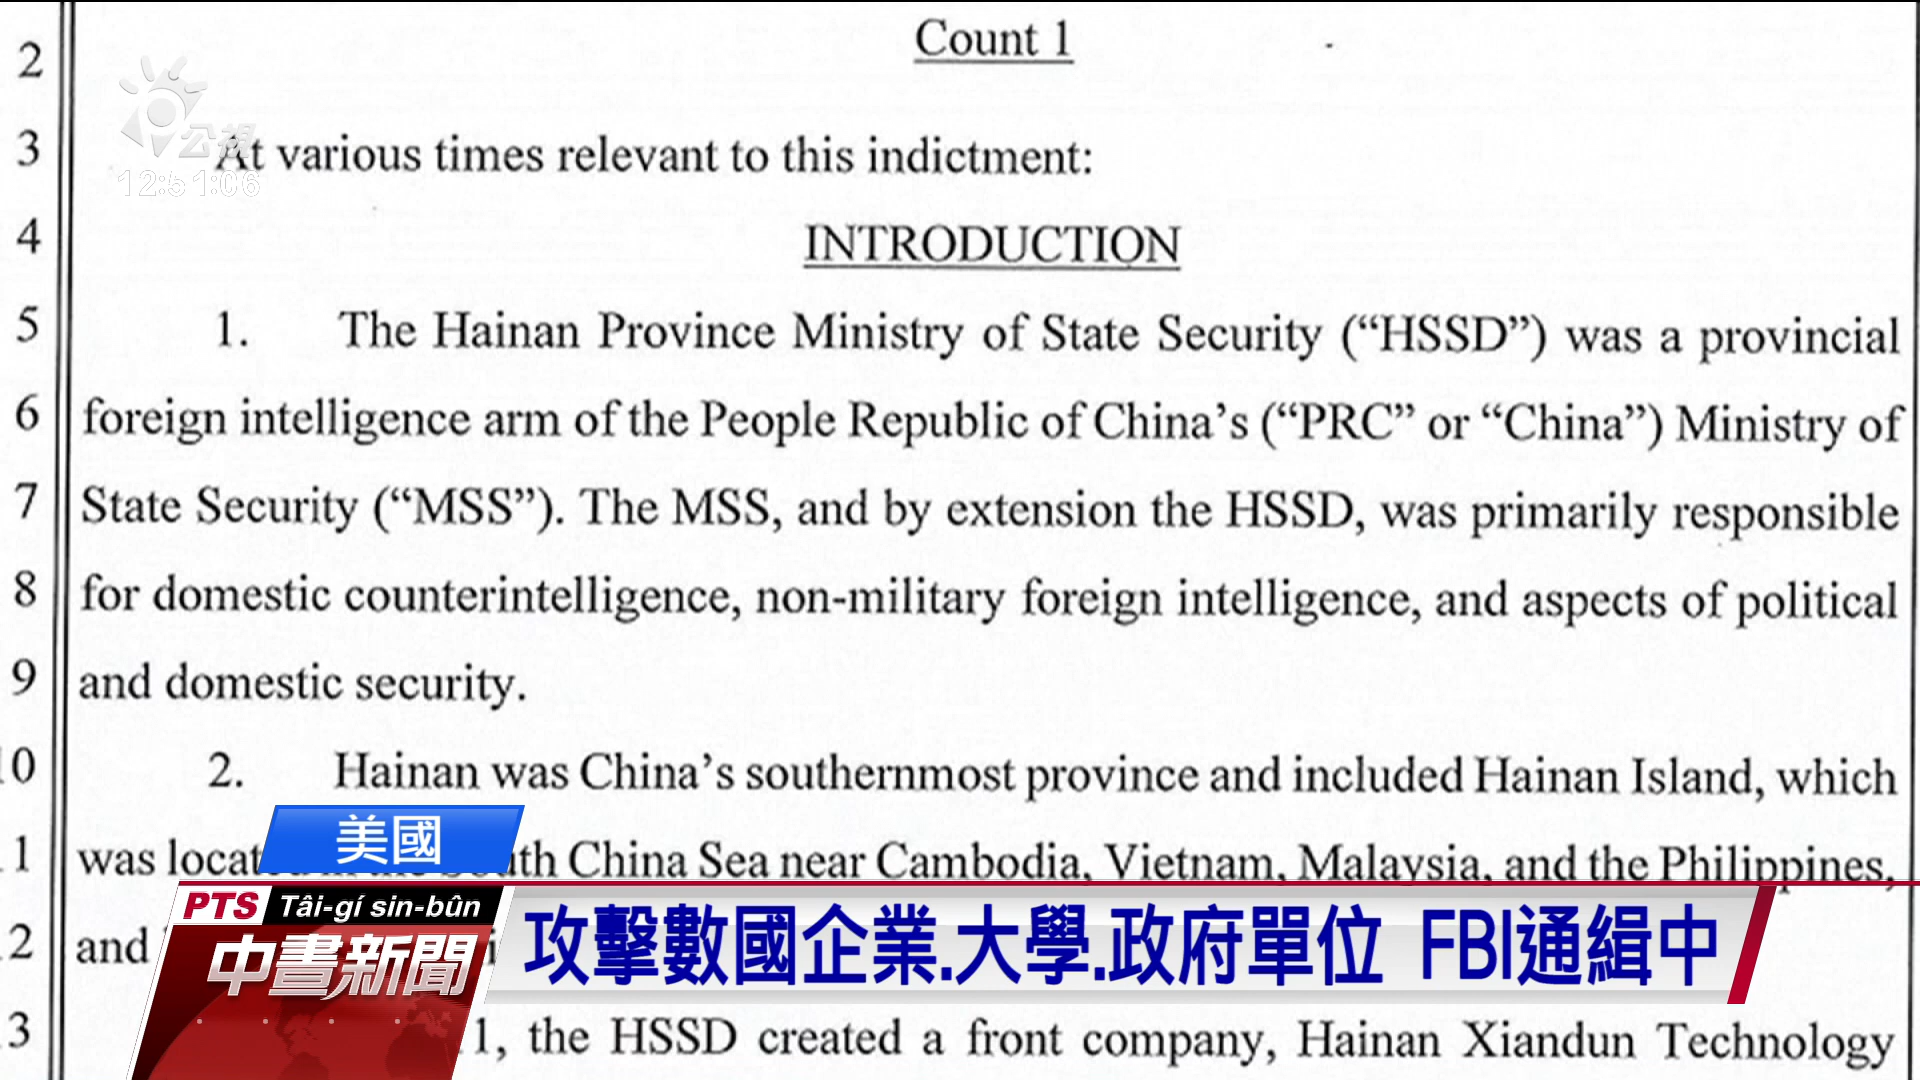 Count 1
2
公視
3 At various times relevant to this indictment:
12:51:06
4 INTRODUCTION
5 1. The Hainan Province Ministry of State Security (“HSSD”) was a provincial
6 foreign intelligence arm of the People Republic of China’s (“PRC” or “China”) Ministry of
7 State Security (“MSS”). The MSS, and by extension the HSSD, was primarily responsible
8 for domestic counterintelligence, non-military foreign intelligence, and aspects of political
9 and domestic security.
10 2. Hainan was China’s southernmost province and included Hainan Island, which
美國
11 was China Sea near Cambodia, Vietnam, Malaysia, and the Philippines,
PTS Tâi-gí sin-bûn
中晝新聞
攻擊數國企業.大學.政府單位 FBI通緝中
12 and
13 the HSSD created a front company, Hainan Xiandun Technology